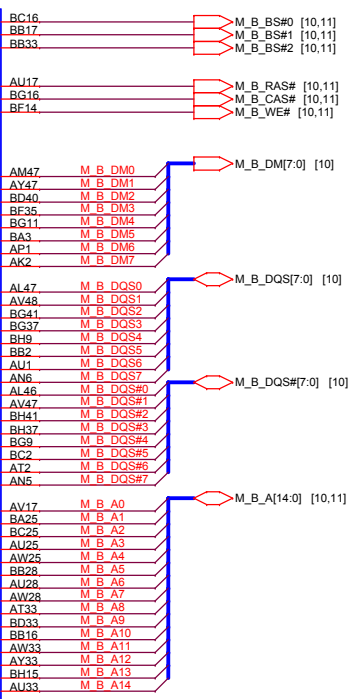 BC16 M_B_BS#0 [10,11]
BB17 M_B_BS#1 [10,11]
BB33 M_B_BS#2 [10,11]
AU17 M_B_RAS# [10,11]
BG16 M_B_CAS# [10,11]
BF14 M_B_WE# [10,11]
M_B_DM[7:0] [10]
AM47 M_B_DM0
AY47 M_B_DM1
BD40 M_B_DM2
BF35 M_B_DM3
BG11 M_B_DM4
BA3 M_B_DM5
AP1 M_B_DM6
AK2 M_B_DM7
M_B_DQS[7:0] [10]
AL47 M_B_DQS0
AV48 M_B_DQS1
BG41 M_B_DQS2
BG37 M_B_DQS3
BH9 M_B_DQS4
BB2 M_B_DQS5
AU1 M_B_DQS6
AN6 M_B_DQS7
M_B_DQS#[7:0] [10]
AL46 M_B_DQS#0
AV47 M_B_DQS#1
BH41 M_B_DQS#2
BH37 M_B_DQS#3
BG9 M_B_DQS#4
BC2 M_B_DQS#5
AT2 M_B_DQS#6
AN5 M_B_DQS#7
M_B_A[14:0] [10,11]
AV17 M_B_A0
BA25 M_B_A1
BC25 M_B_A2
AU25 M_B_A3
AW25 M_B_A4
BB28 M_B_A5
AU28 M_B_A6
AW28 M_B_A7
AT33 M_B_A8
BD33 M_B_A9
BB16 M_B_A10
AW33 M_B_A11
AY33 M_B_A12
BH15 M_B_A13
AU33 M_B_A14